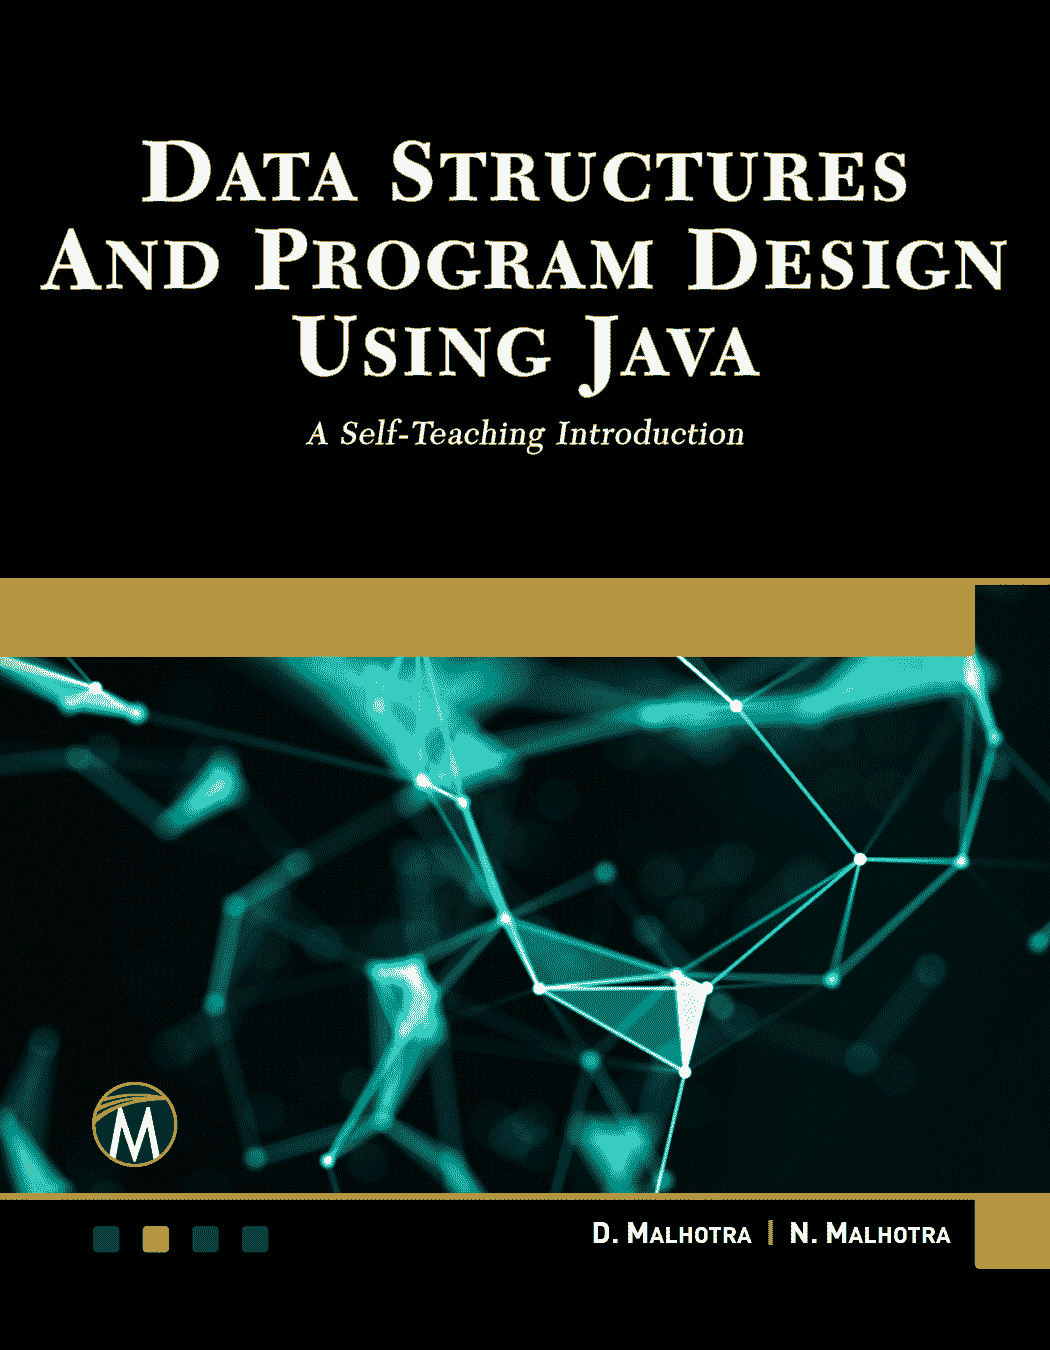 DATA STRUCTURES
AND PROGRAM DESIGN
USING JAVA
A Self-Teaching Introduction
M
D. MALHOTRA | N. MALHOTRA